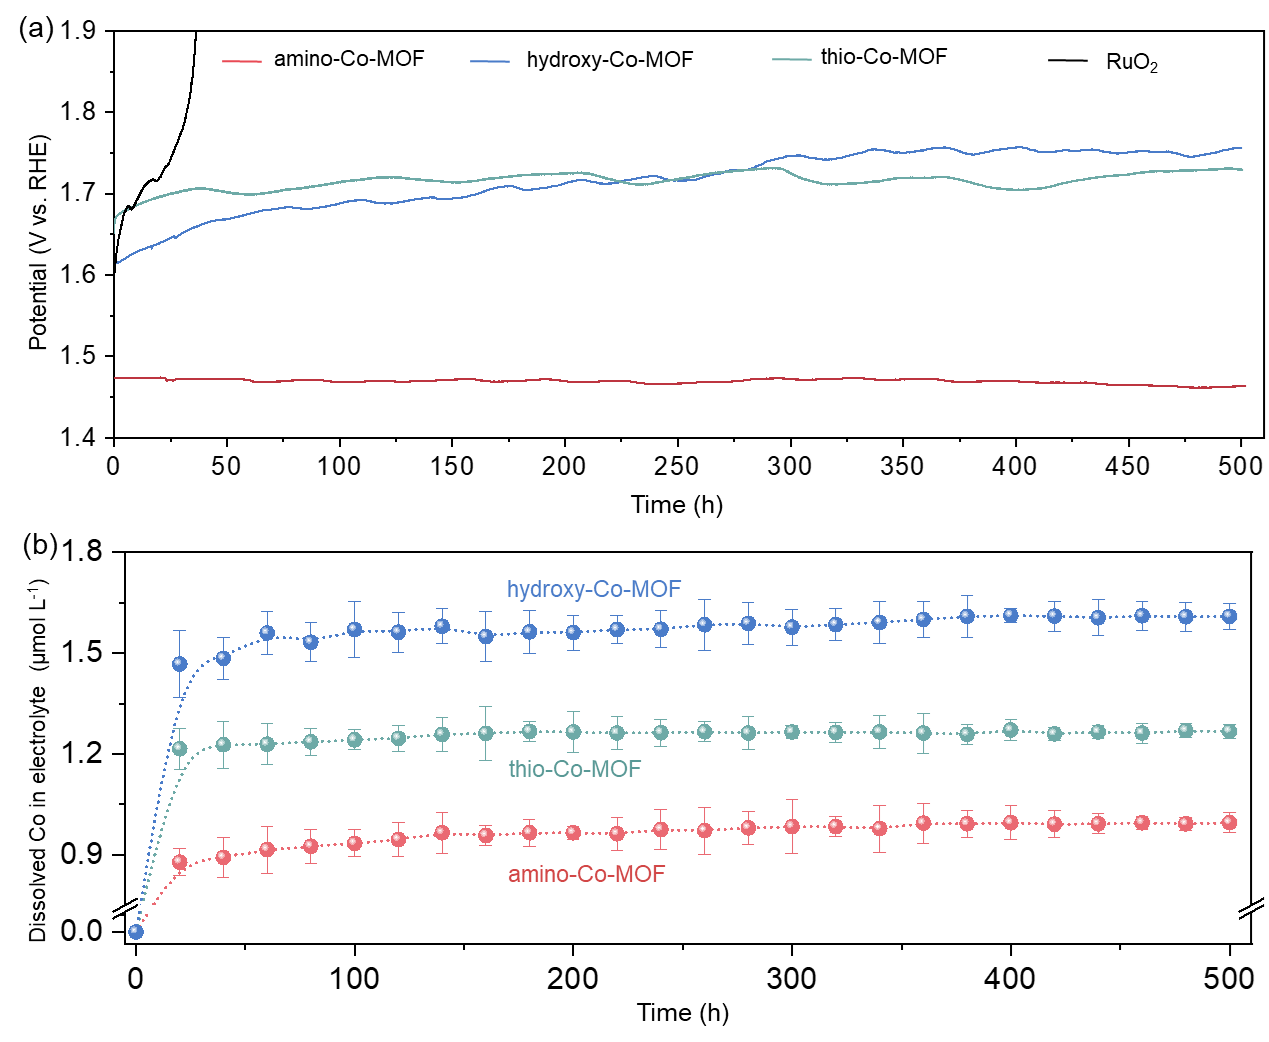 (a)
1.9
1.8
1.7
1.6
1.5
1.4
Potential (V vs. RHE)
amino-Co-MOF
hydroxy-Co-MOF
thio-Co-MOF
RuO₂
0 50 100 150 200 250 300 350 400 450 500
Time (h)
(b)
1.8
1.5
1.2
0.9
0.0
Dissolved Co in electrolyte (μmol L⁻¹)
hydroxy-Co-MOF
thio-Co-MOF
amino-Co-MOF
0 100 200 300 400 500
Time (h)